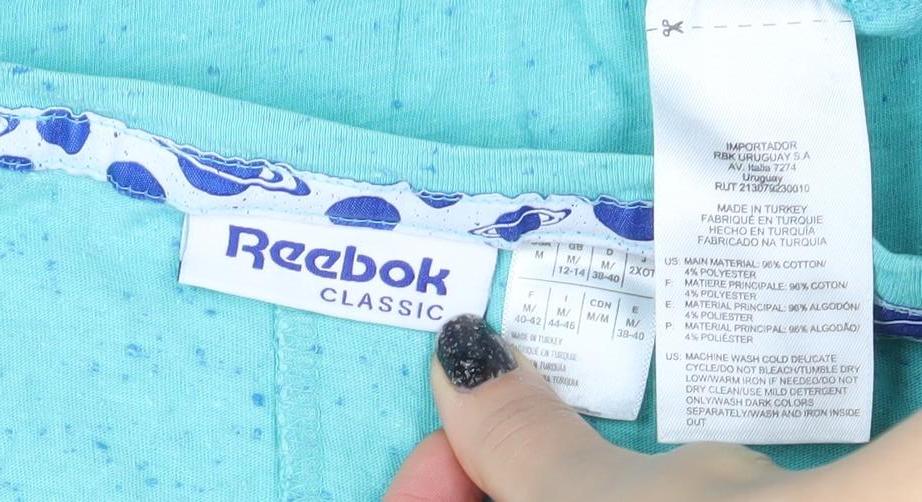 Reebok
CLASSIC
GB D
M M/ M/ 2XOT
12-14 38-40
F I CDN E
M/ M/ M/M M/
40-42 44-46 38-40
MADE IN TURKEY
IMPORTADOR
RBK URUGUAY S.A
AV. Italia 7274
Uruguay
RUT 213079230010
MADE IN TURKEY
FABRIQUÉ EN TURQUIE
HECHO EN TURQUÍA
FABRICADO NA TURQUIA
US: MAIN MATERIAL: 96% COTTON/
4% POLYESTER
F: MATIERE PRINCIPALE: 96% COTON/
4% POLYESTER
E: MATERIAL PRINCIPAL: 96% ALGODÓN/
4% POLIESTER
P: MATERIAL PRINCIPAL: 96% ALGODÃO/
4% POLIÉSTER
US: MACHINE WASH COLD DELICATE
CYCLE/DO NOT BLEACH/TUMBLE DRY
LOW/WARM IRON IF NEEDED/DO NOT
DRY CLEAN/USE MILD DETERGENT
ONLY/WASH DARK COLORS
SEPARATELY/WASH AND IRON INSIDE
OUT